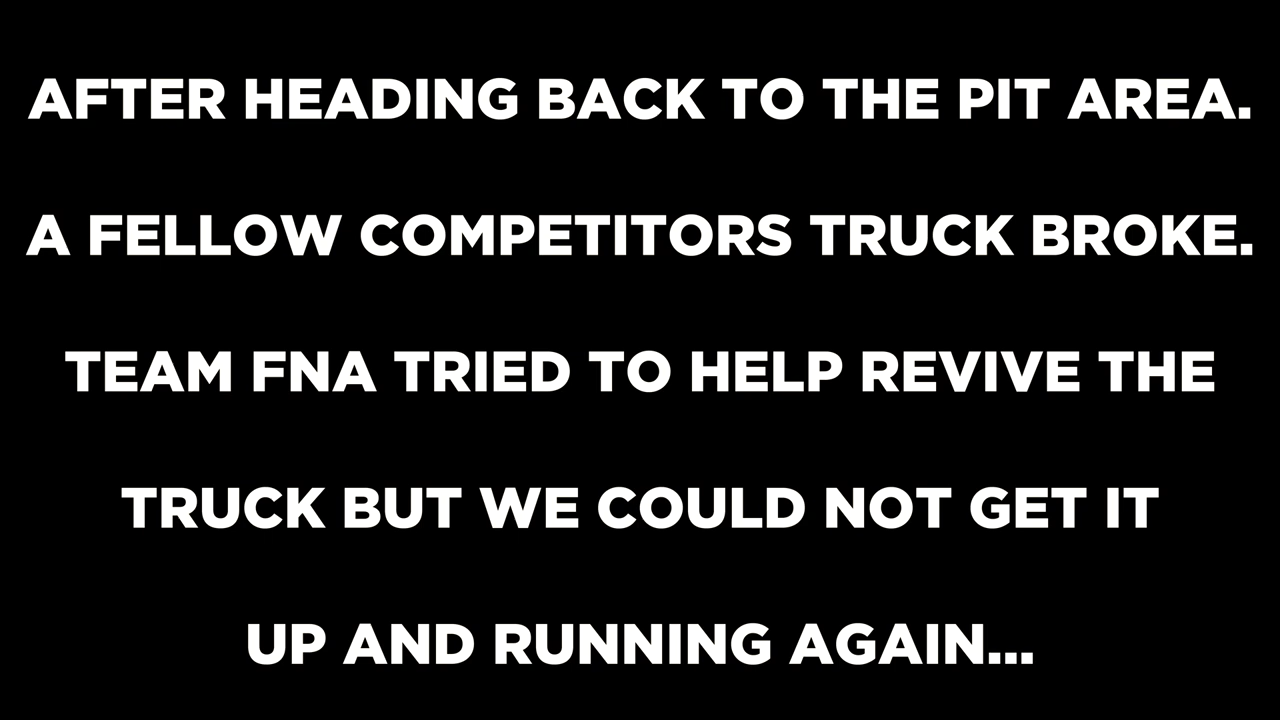 AFTER HEADING BACK TO THE PIT AREA.
A FELLOW COMPETITORS TRUCK BROKE.
TEAM FNA TRIED TO HELP REVIVE THE
TRUCK BUT WE COULD NOT GET IT
UP AND RUNNING AGAIN...